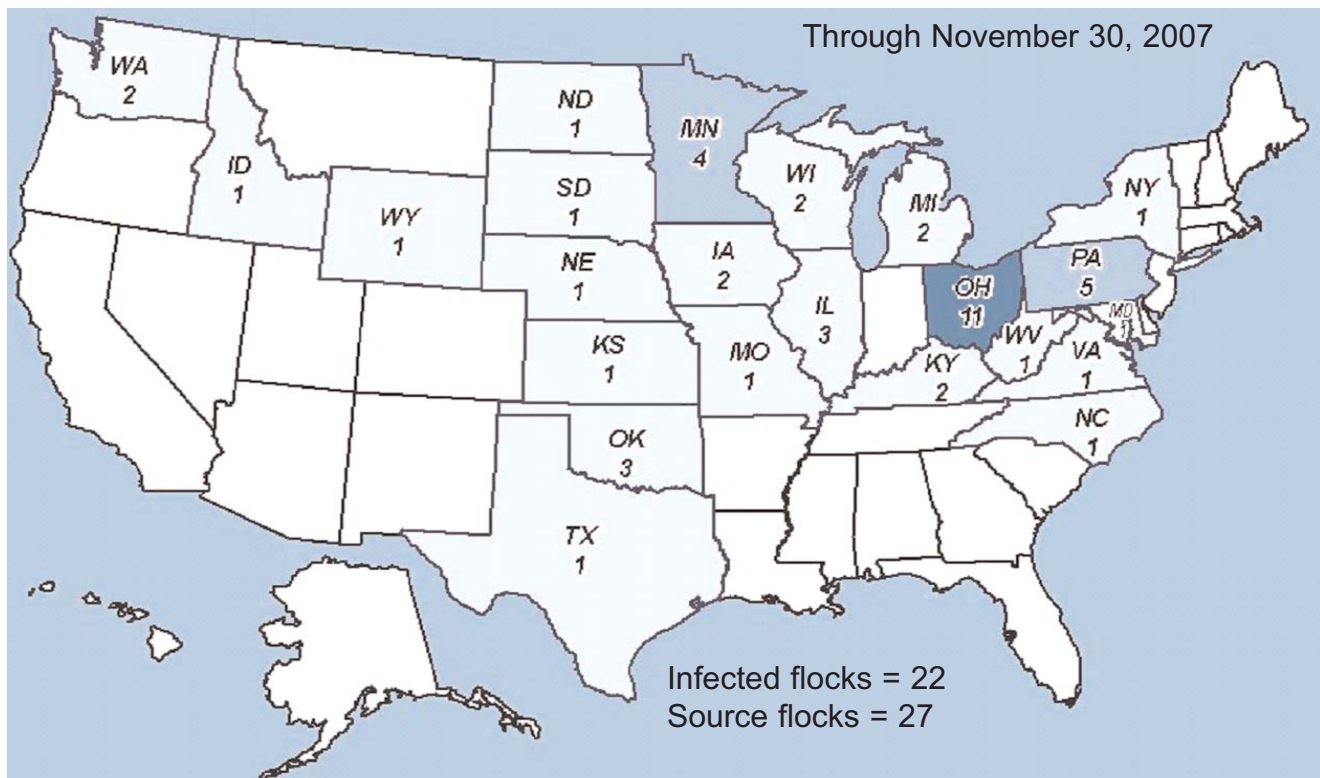 Through November 30, 2007
WA
2
ND
1
MN
4
ID
1
WI
2
SD
1
NY
1
MI
2
WY
1
IA
2
PA
5
NE
1
OH
11
IL
3
MD
1
KS
1
MO
1
WV
1
VA
1
KY
2
NC
1
OK
3
TX
1
Infected flocks = 22
Source flocks = 27